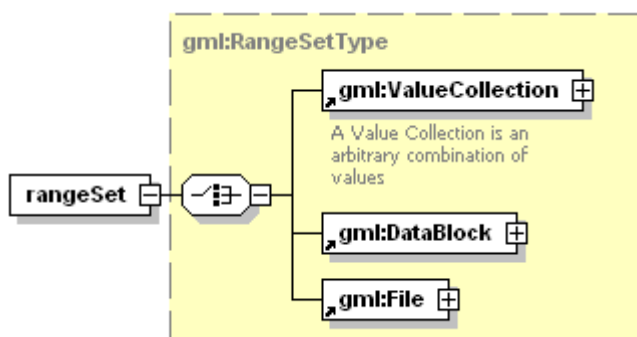 gml:RangeSetType
gml:ValueCollection
A Value Collection is an
arbitrary combination of
values
rangeSet
gml:DataBlock
gml:File